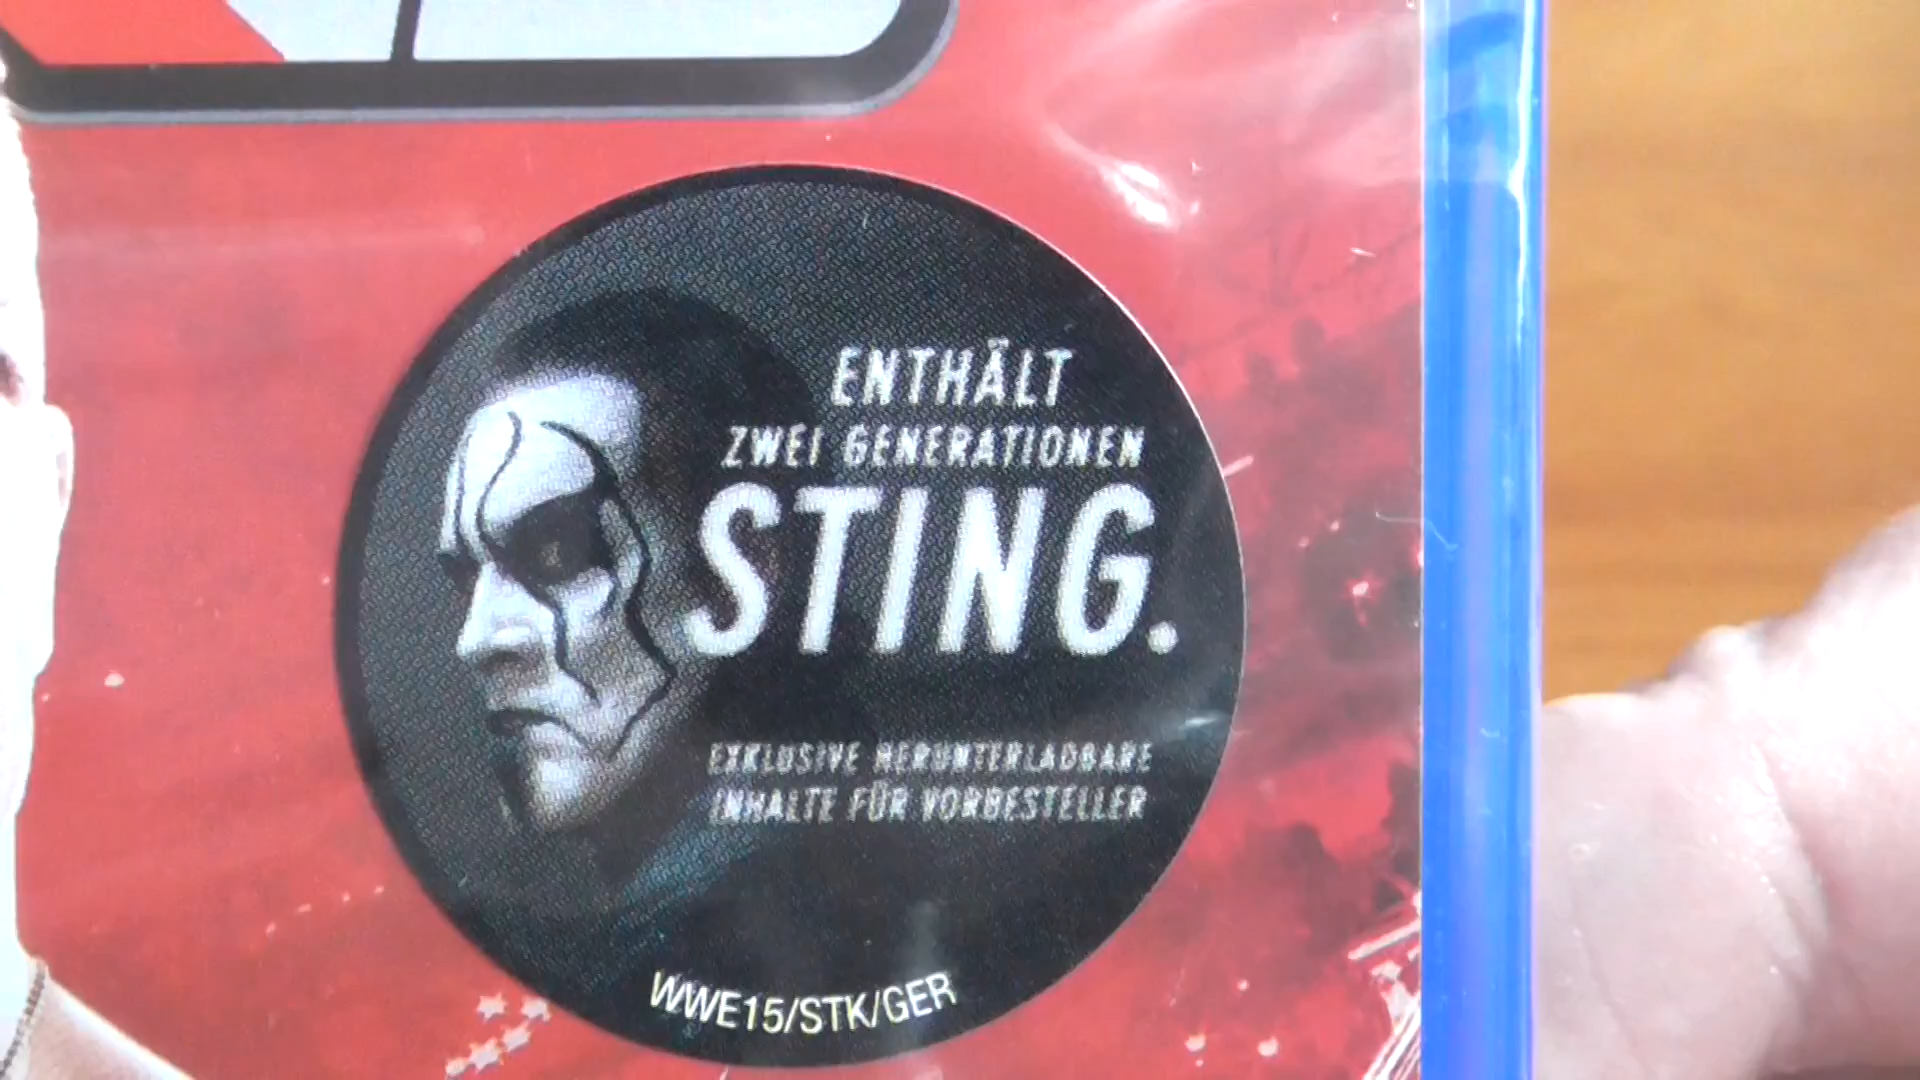 ENTHÄLT
ZWEI GENERATIONEN
STING.
EXKLUSIVE HERUNTERLADBARE
INHALTE FÜR VORBESTELLER
WWE15/STK/GER